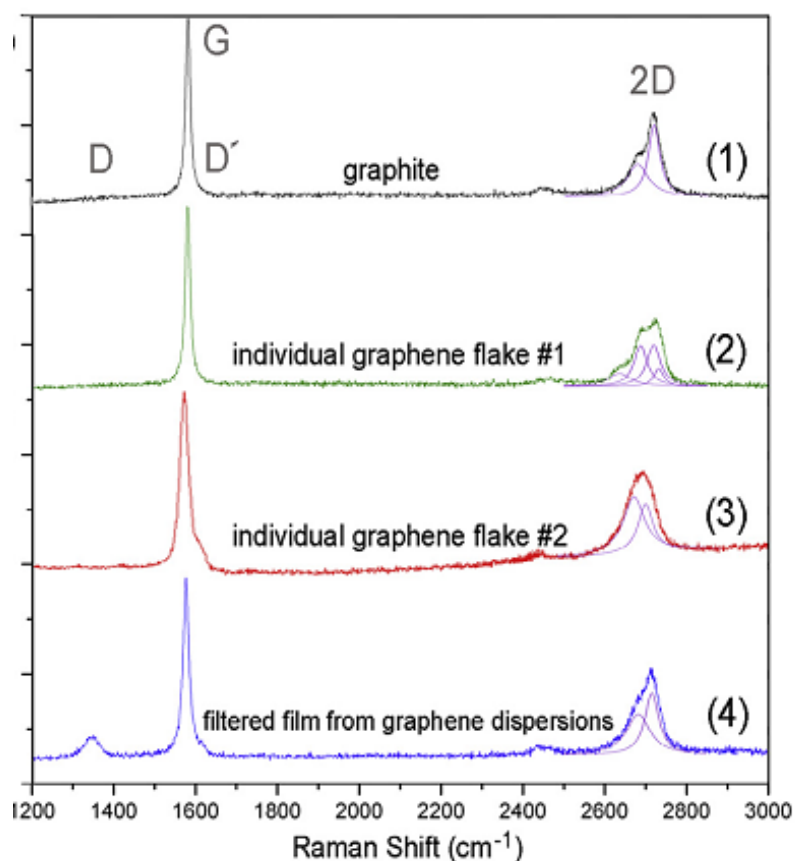 G
2D
D
D´
(1)
graphite
individual graphene flake #1
(2)
individual graphene flake #2
(3)
filtered film from graphene dispersions
(4)
1200 1400 1600 1800 2000 2200 2400 2600 2800 3000
Raman Shift (cm⁻¹)